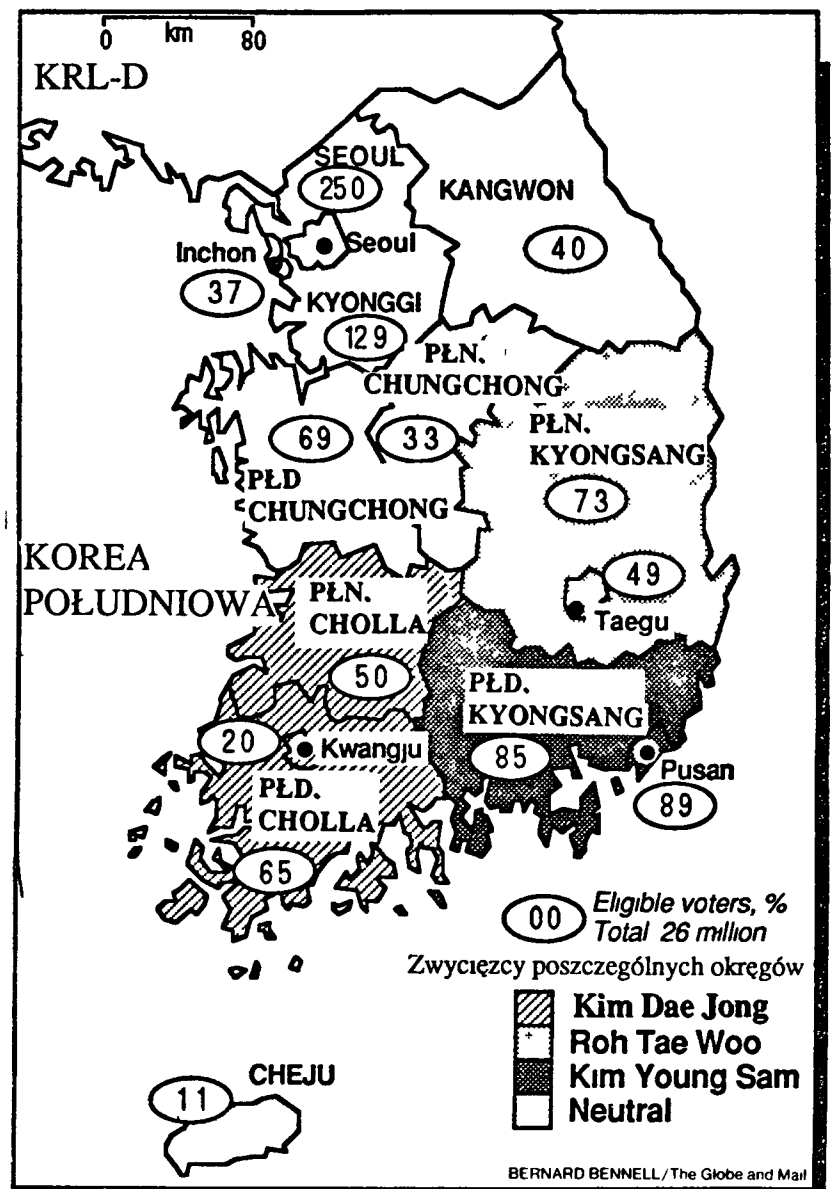 0 km 80
KRL-D
SEOUL
250
KANGWON
40
Inchon
Seoul
37
KYONGGI
129
PŁN.
CHUNGCHONG
69
33
PŁN.
KYONGSANG
73
PŁD
CHUNGCHONG
KOREA
POŁUDNIOWA
49
Taegu
PŁN.
CHOLLA
50
PŁD.
KYONGSANG
20
Kwangju
85
Pusan
89
PŁD.
CHOLLA
65
00 Eligible voters, %
Total 26 million
Zwycięzcy poszczególnych okręgów
Kim Dae Jong
Roh Tae Woo
Kim Young Sam
Neutral
CHEJU
11
BERNARD BENNELL/The Globe and Mail